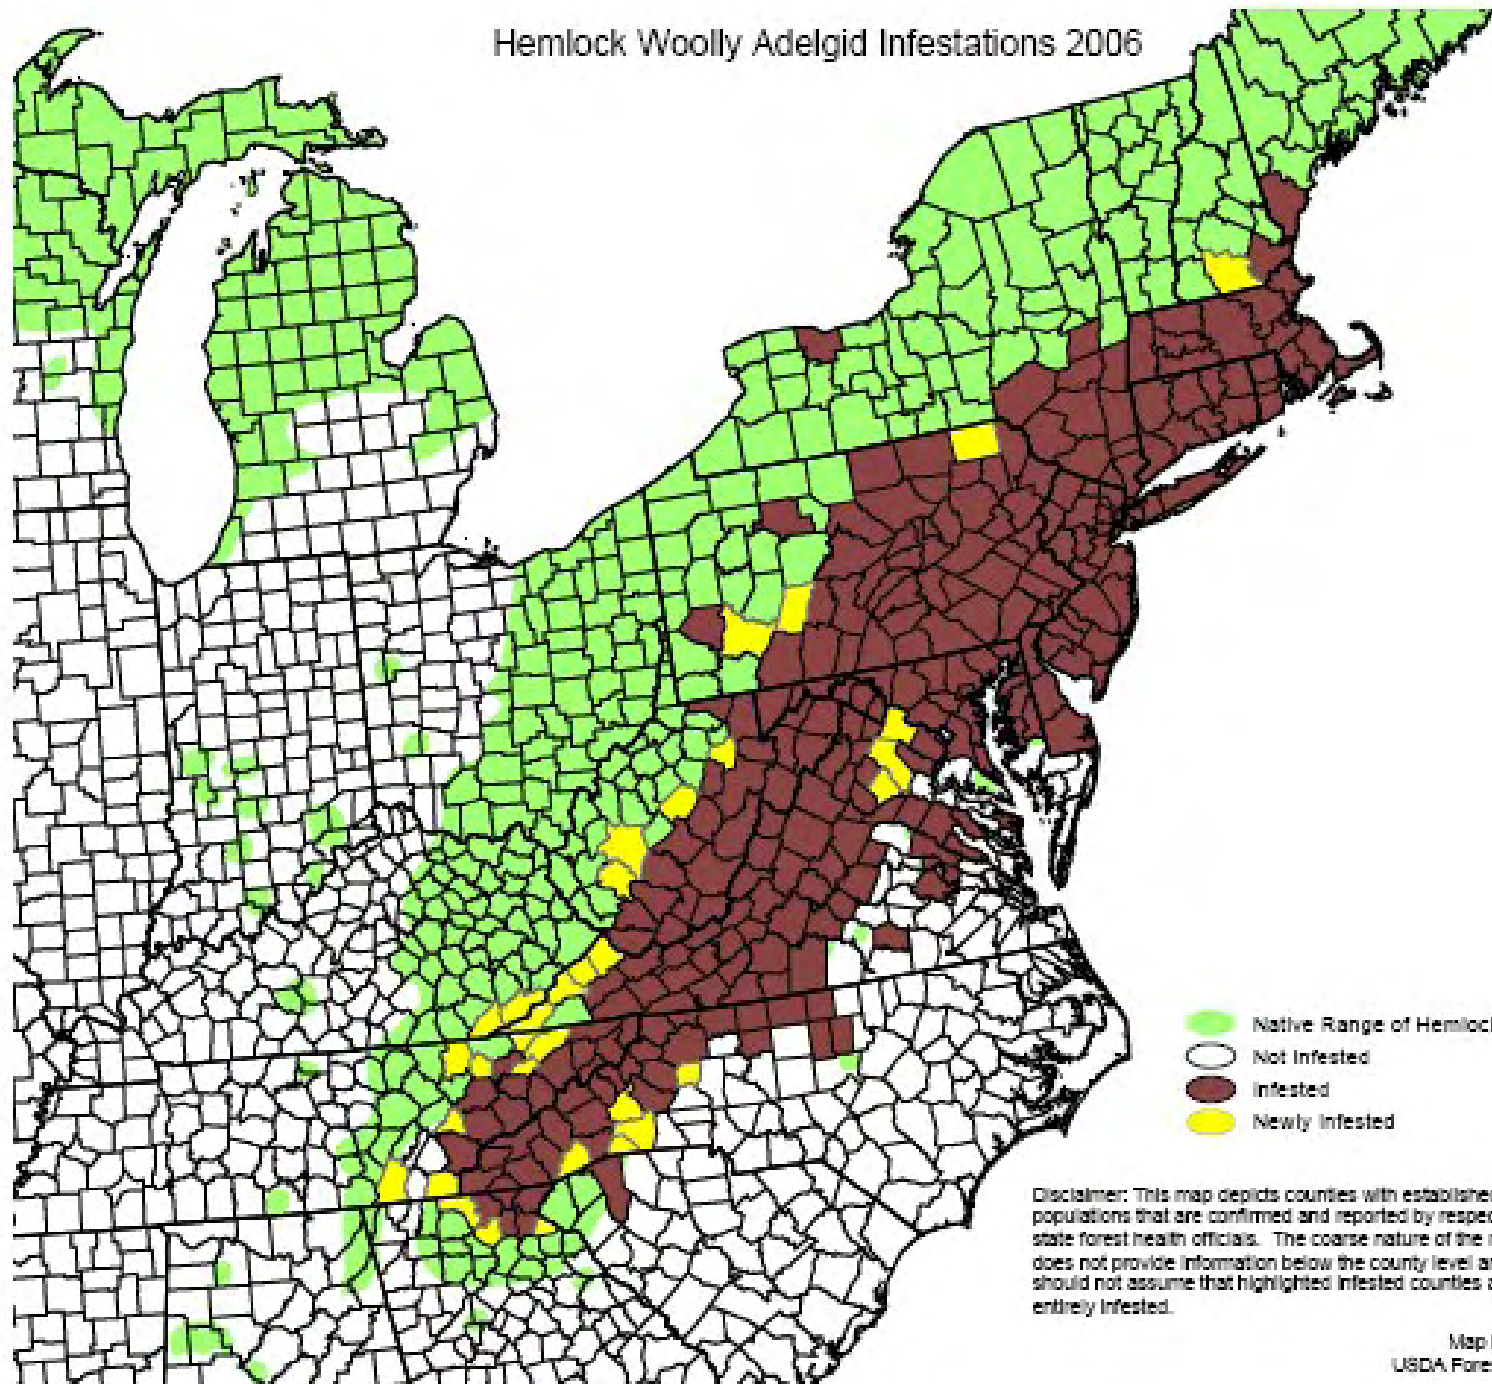 Hemlock Woolly Adelgid Infestations 2006
Native Range of Hemlock
Not Infested
Infested
Newly Infested
Disclaimer: This map depicts counties with established
populations that are confirmed and reported by respec
state forest health officials. The coarse nature of the
does not provide information below the county level a
should not assume that highlighted infested counties a
entirely infested.
Map
USDA Fore